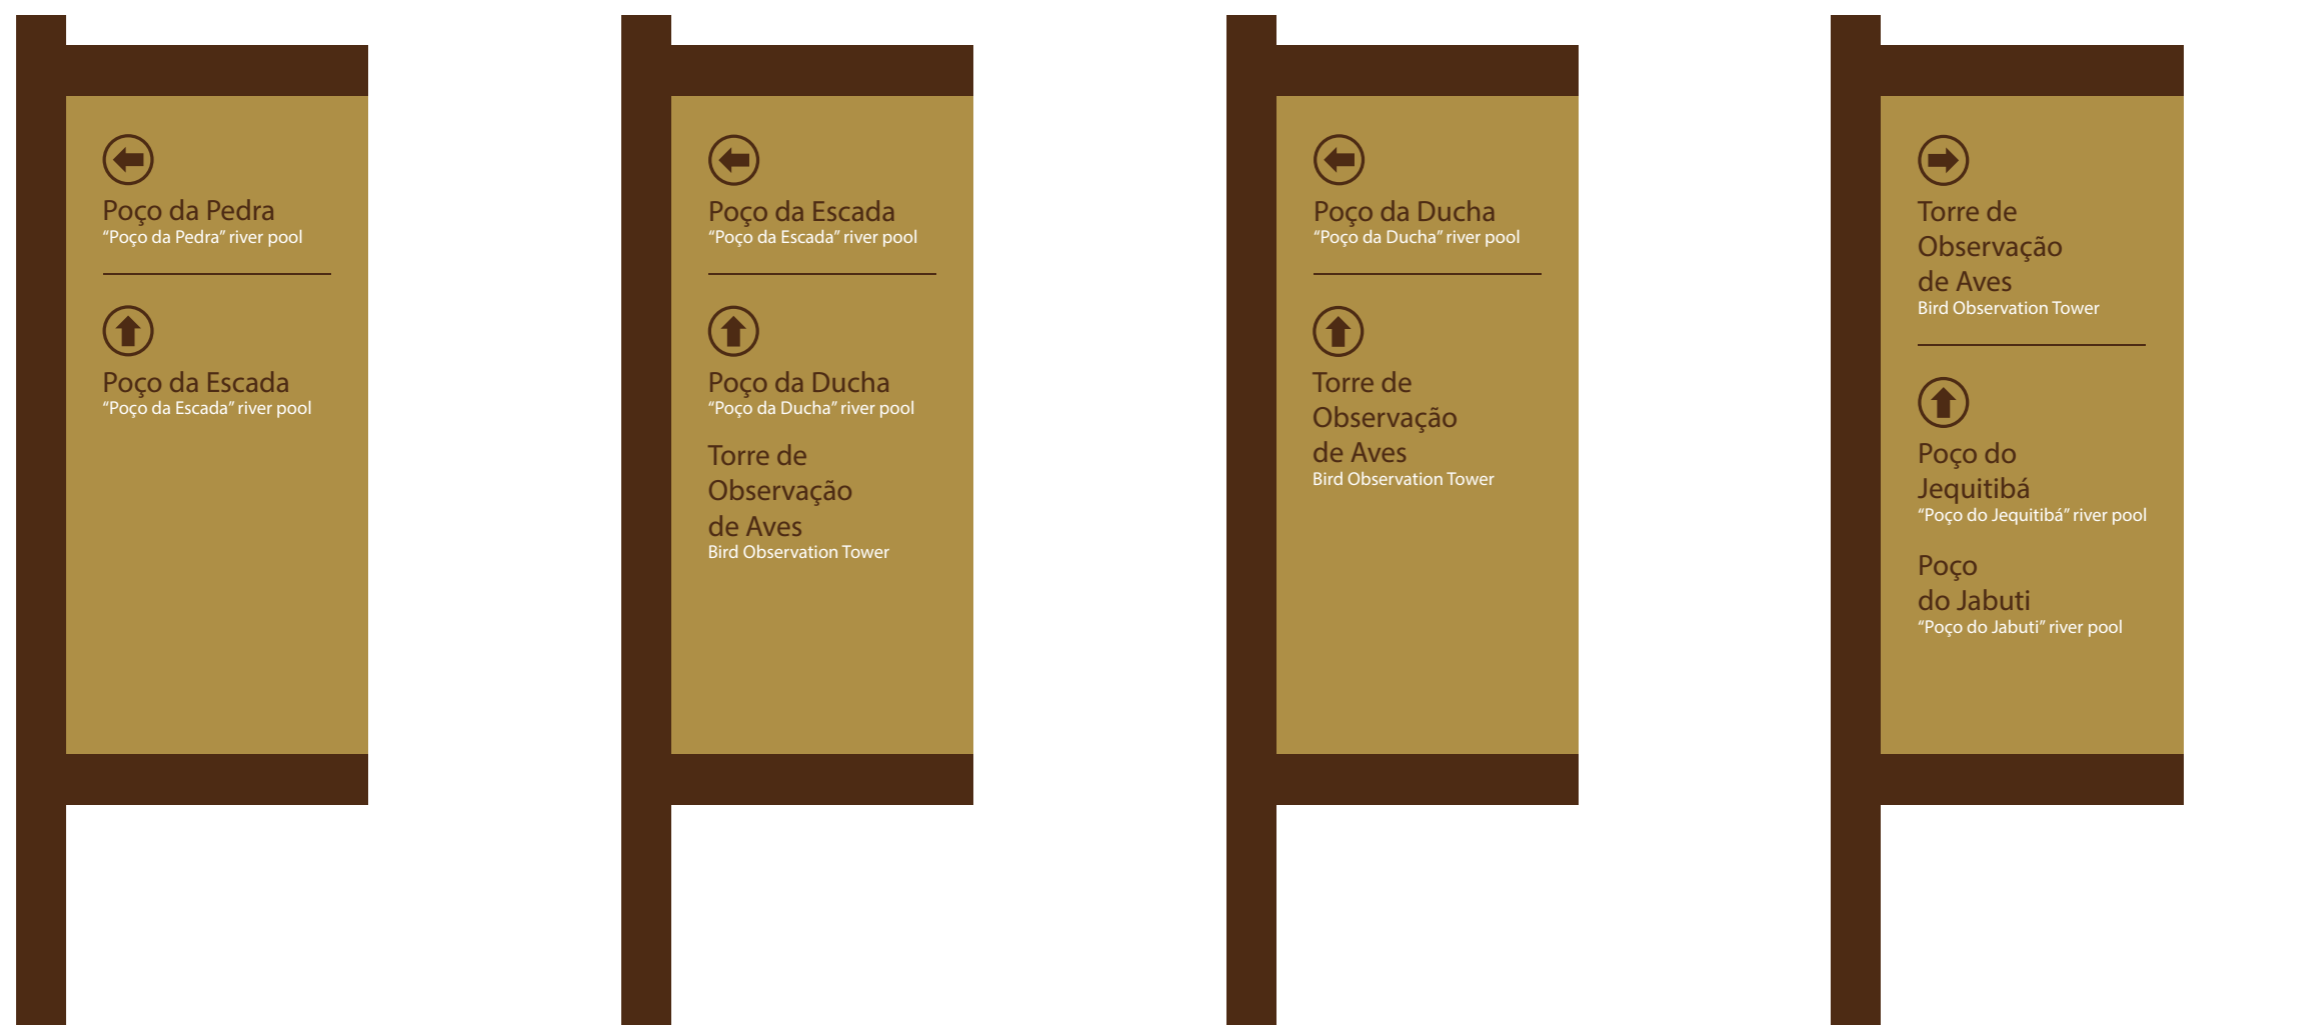 Poço da Pedra
“Poço da Pedra” river pool
Poço da Escada
“Poço da Escada” river pool
Poço da Escada
“Poço da Escada” river pool
Poço da Ducha
“Poço da Ducha” river pool
Torre de
Observação
de Aves
Bird Observation Tower
Poço da Ducha
“Poço da Ducha” river pool
Torre de
Observação
de Aves
Bird Observation Tower
Torre de
Observação
de Aves
Bird Observation Tower
Poço do
Jequitibá
“Poço do Jequitibá” river pool
Poço
do Jabuti
“Poço do Jabuti” river pool